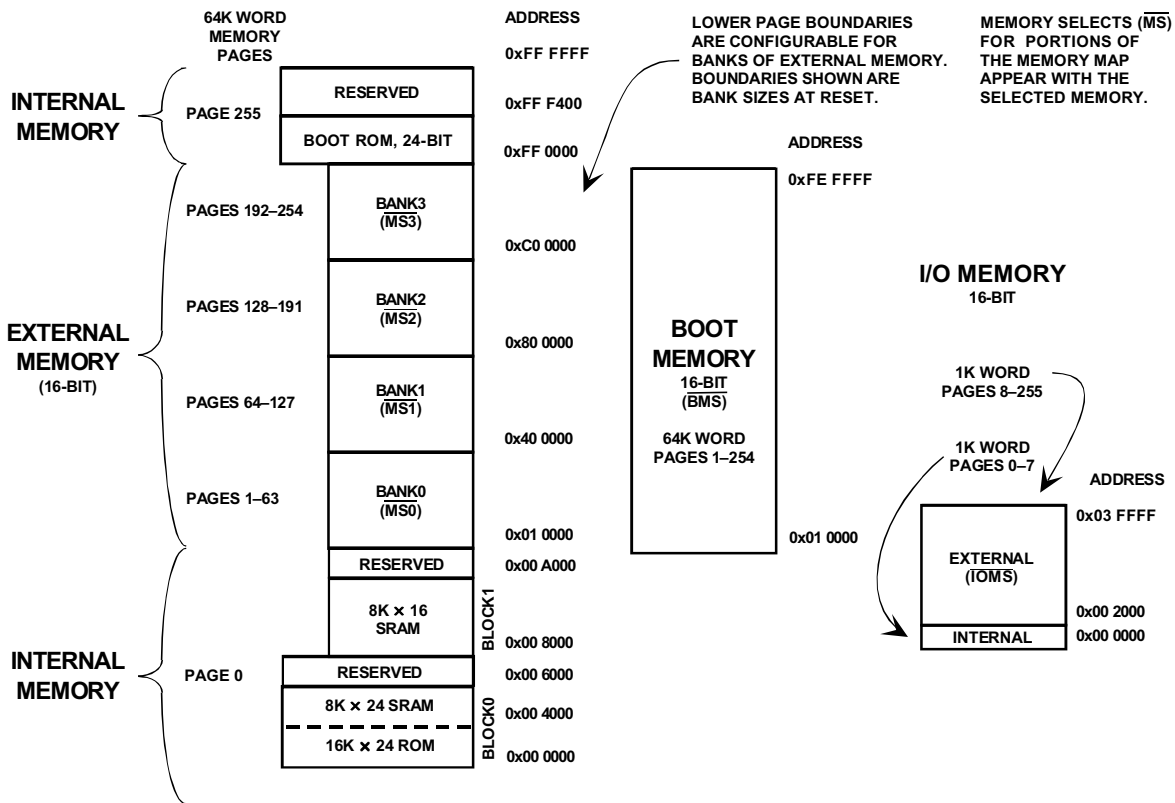 64K WORD
MEMORY
PAGES
ADDRESS
0xFF FFFF
LOWER PAGE BOUNDARIES
ARE CONFIGURABLE FOR
BANKS OF EXTERNAL MEMORY.
BOUNDARIES SHOWN ARE
BANK SIZES AT RESET.
MEMORY SELECTS (MS)
FOR PORTIONS OF
THE MEMORY MAP
APPEAR WITH THE
SELECTED MEMORY.
INTERNAL
MEMORY
PAGE 255
RESERVED
0xFF F400
BOOT ROM, 24-BIT
0xFF 0000
EXTERNAL
MEMORY
(16-BIT)
PAGES 192–254
BANK3
(MS3)
0xC0 0000
PAGES 128–191
BANK2
(MS2)
0x80 0000
PAGES 64–127
BANK1
(MS1)
0x40 0000
PAGES 1–63
BANK0
(MS0)
0x01 0000
INTERNAL
MEMORY
PAGE 0
RESERVED
0x00 A000
8K × 16
SRAM
BLOCK1
0x00 8000
RESERVED
0x00 6000
8K × 24 SRAM
0x00 4000
BLOCK0
16K × 24 ROM
0x00 0000
ADDRESS
0xFE FFFF
BOOT
MEMORY
16-BIT
(BMS)
64K WORD
PAGES 1–254
0x01 0000
I/O MEMORY
16-BIT
1K WORD
PAGES 8–255
1K WORD
PAGES 0–7
ADDRESS
0x03 FFFF
EXTERNAL
(IOMS)
0x00 2000
INTERNAL
0x00 0000